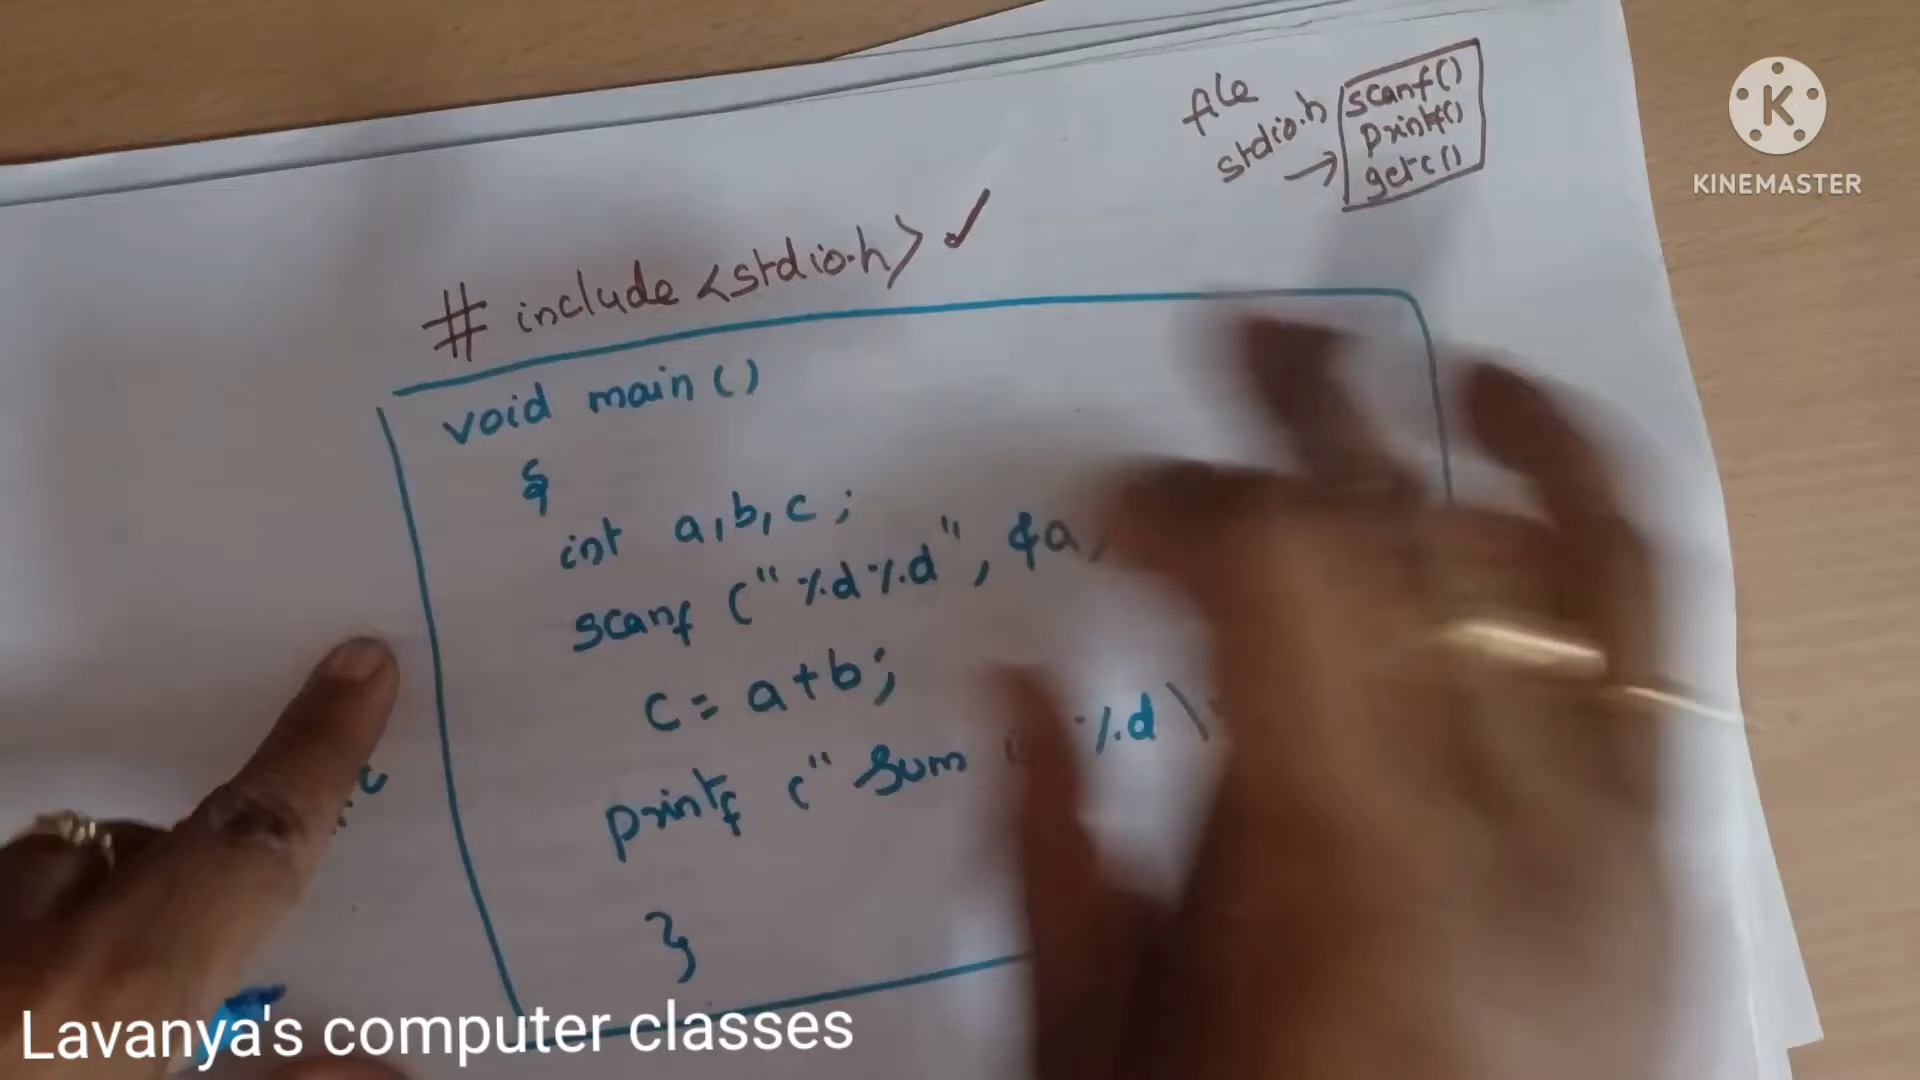 file
stdio.h
scanf()
printf()
getc()
KINEMASTER
# include <stdio.h> ✓
void main ()
{
int a,b,c;
scanf ("%d%d", &a,
c = a+b;
printf ("Sum %d \
}
Lavanya's computer classes